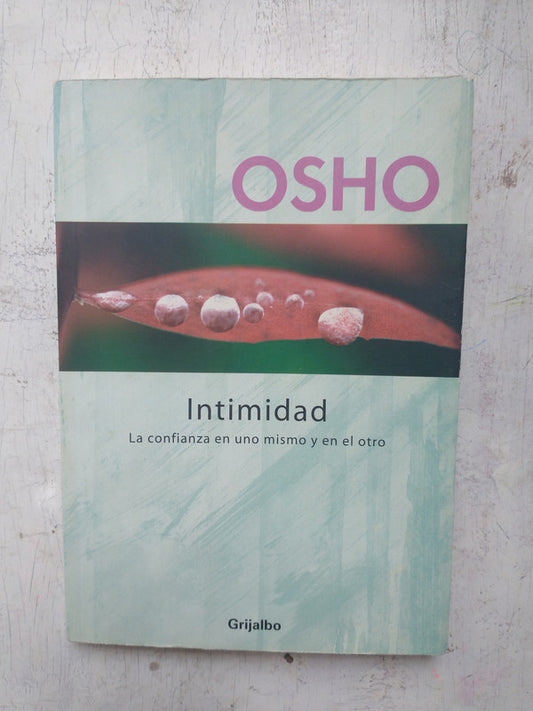 OSHO
Intimidad
La confianza en uno mismo y en el otro
Grijalbo